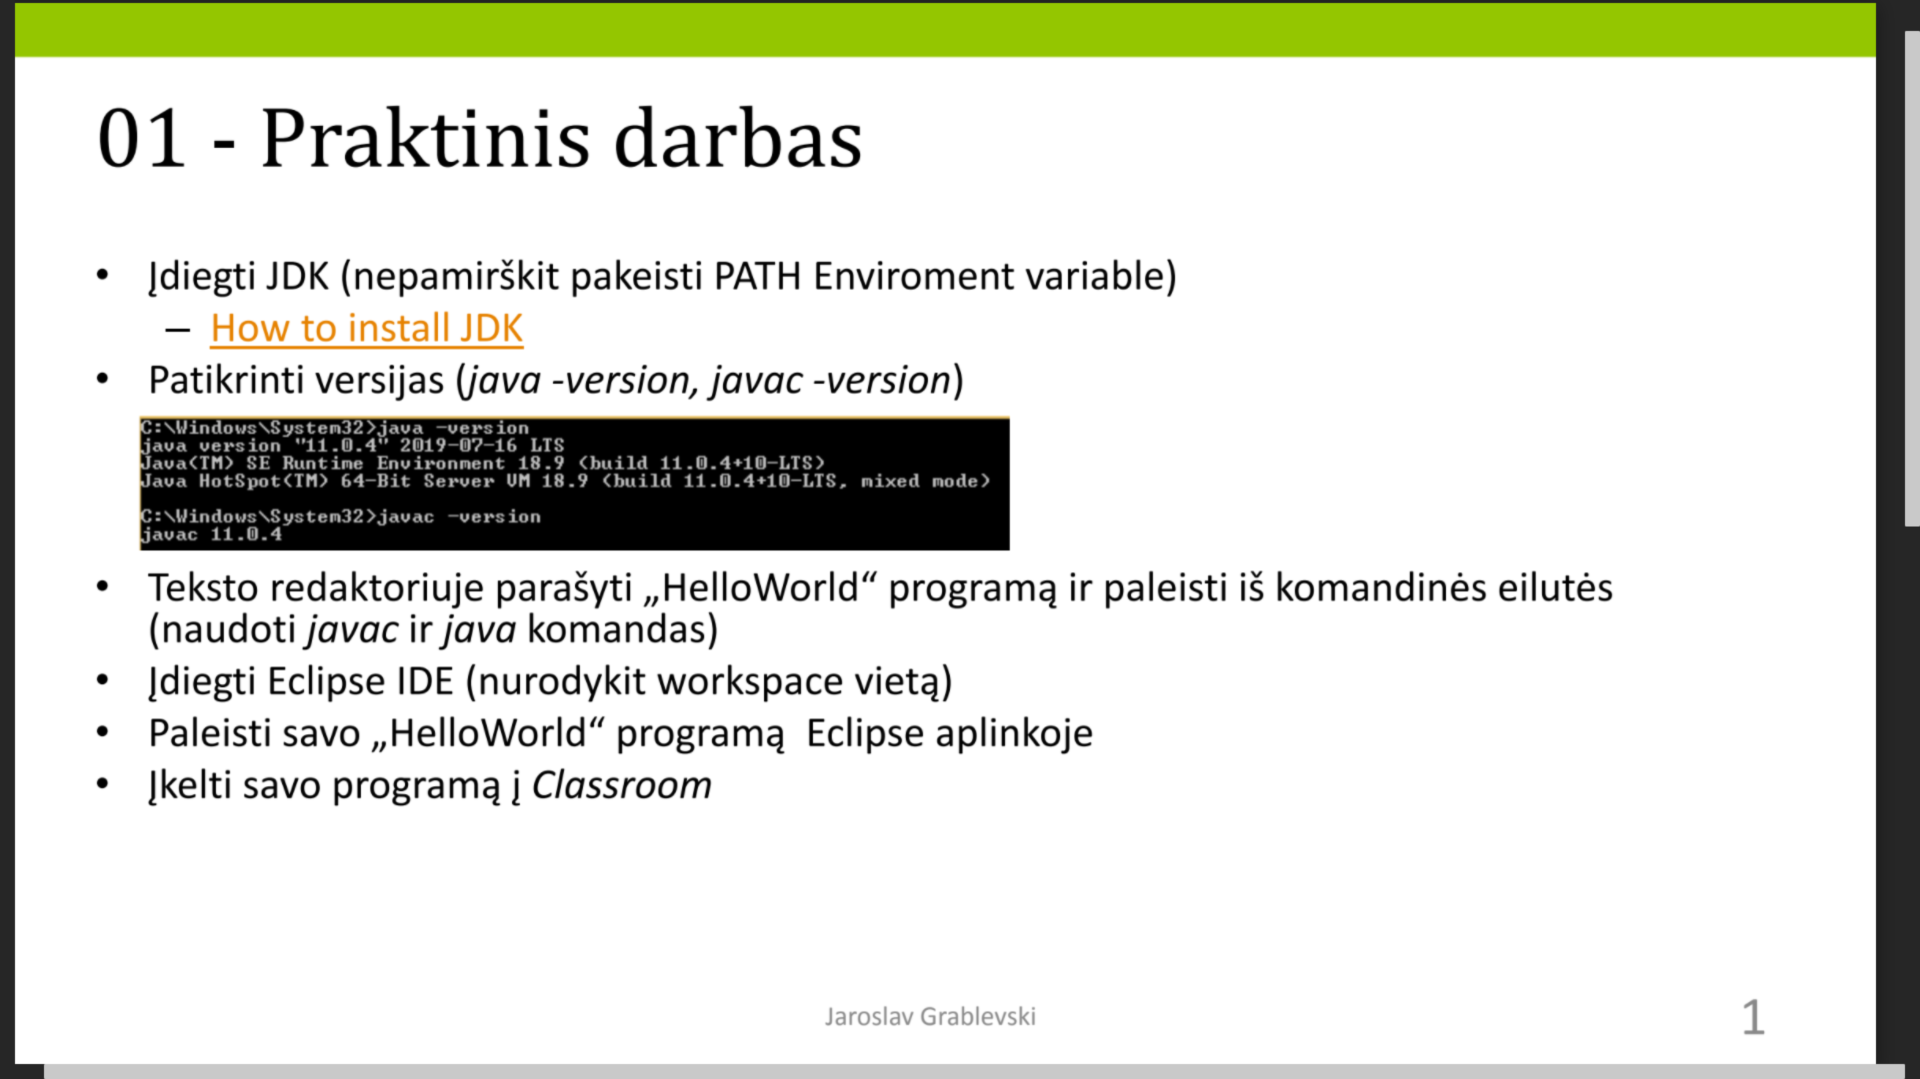 01 - Praktinis darbas
• Įdiegti JDK (nepamirškit pakeisti PATH Enviroment variable)
– How to install JDK
• Patikrinti versijas (java -version, javac -version)
C:\Windows\System32>java -version
java version "11.0.4" 2019-07-16 LTS
Java(TM) SE Runtime Environment 18.9 (build 11.0.4+10-LTS)
Java HotSpot(TM) 64-Bit Server VM 18.9 (build 11.0.4+10-LTS, mixed mode)
C:\Windows\System32>javac -version
javac 11.0.4
• Teksto redaktoriuje parašyti „HelloWorld“ programą ir paleisti iš komandinės eilutės
(naudoti javac ir java komandas)
• Įdiegti Eclipse IDE (nurodykit workspace vietą)
• Paleisti savo „HelloWorld“ programą  Eclipse aplinkoje
• Įkelti savo programą į Classroom
Jaroslav Grablevski
1